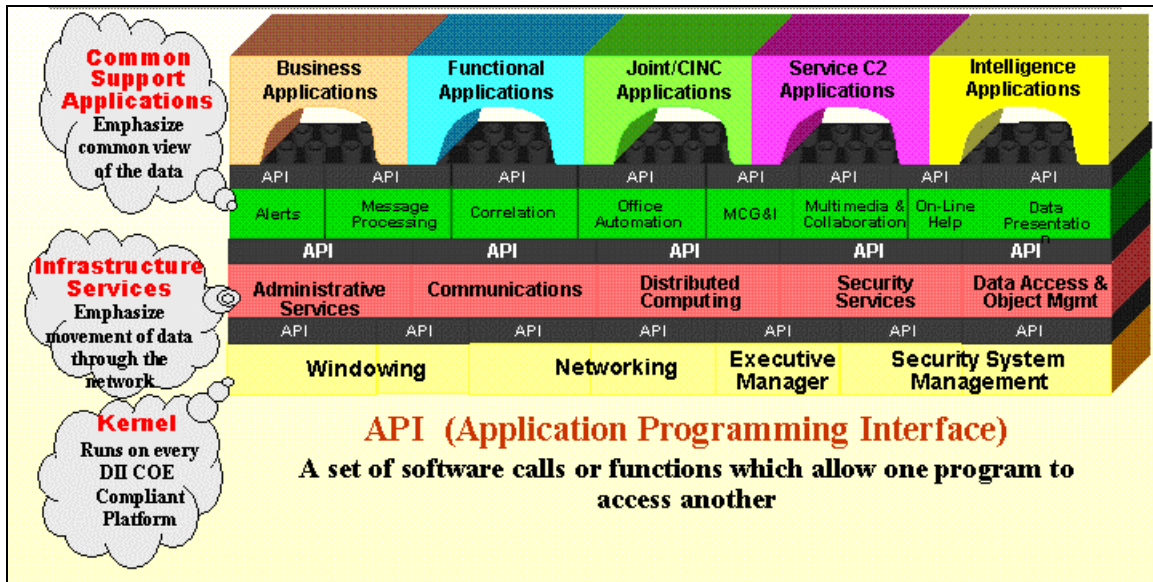 Common
Support
Applications
Emphasize
common view
of the data
Business
Applications
Functional
Applications
Joint/CINC
Applications
Service C2
Applications
Intelligence
Applications
API API API API API API API API
Alerts
Message
Processing
Correlation
Office
Automation
MCG&I
Multimedia &
Collaboration
On-Line
Help
Data
Presentatio
n
API API API API API
Infrastructure
Services
Emphasize
movement of data
through the
network
Administrative
Services
Communications
Distributed
Computing
Security
Services
Data Access &
Object Mgmt
API API API API API API
Windowing
Networking
Executive
Manager
Security System
Management
Kernel
Runs on every
DII COE
Compliant
Platform
API (Application Programming Interface)
A set of software calls or functions which allow one program to
access another